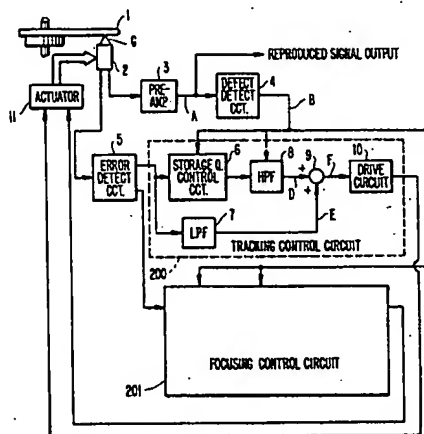 1
G
3
REPRODUCED SIGNAL OUTPUT
2
PRE-
AMP.
DEFECT
DETECT
CCT.
4
ACTUATOR
A
B
11
5
6
8
9
10
ERROR
DETECT
CCT.
STORAGE Q.
CONTROL
CCT.
HPF
+
D
+
F
DRIVE
CIRCUIT
7
LPF
E
200
TRACKING CONTROL CIRCUIT
FOCUSING CONTROL CIRCUIT
201